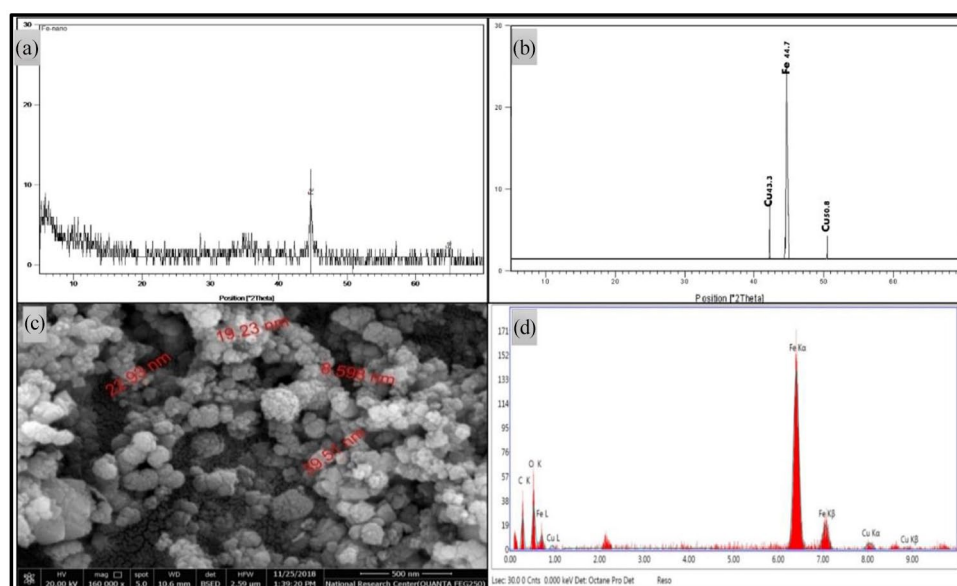 (a)
Fe-nano
30
20
10
0
Fe
10
20
30
40
50
60
Position [°2Theta]
(b)
30
20
10
0
Cu43.3
Fe 44.7
Cu50.8
10
20
30
40
50
60
Position [°2Theta]
(c)
23.93 nm
19.23 nm
9.598 nm
HV
mag
spot
WD
det
HFW
11/25/2018
500 nm
20.00 kV
160 000 x
5.0
10.6 mm
BSED
2.59 µm
1:39:20 PM
National Research Center(QUANTA FEG250)
(d)
171
152
133
114
95
76
57
38
19
0
C K
O K
Fe L
Cu L
Fe Kα
Fe Kβ
Cu Kα
Cu Kβ
0.00
1.00
2.00
3.00
4.00
5.00
6.00
7.00
8.00
9.00
Lsec: 30.0 0 Cnts 0.000 keV Det: Octane Pro Det Reso